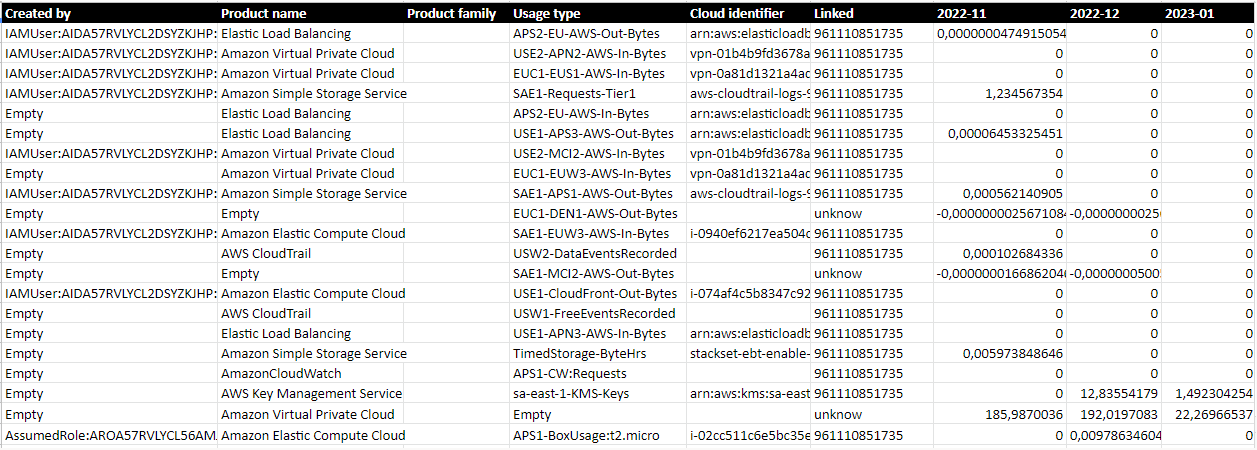 Created by Product name Product family Usage type Cloud identifier Linked 2022-11 2022-12 2023-01
IAMUser:AIDA57RVLYCL2DSYZKJHP: Elastic Load Balancing APS2-EU-AWS-Out-Bytes arn:aws:elasticloadb 961110851735 0,0000000474915054 0 0
IAMUser:AIDA57RVLYCL2DSYZKJHP: Amazon Virtual Private Cloud USE2-APN2-AWS-In-Bytes vpn-01b4b9fd3678a 961110851735 0 0 0
IAMUser:AIDA57RVLYCL2DSYZKJHP: Amazon Virtual Private Cloud EUC1-EUS1-AWS-In-Bytes vpn-0a81d1321a4ac 961110851735 0 0 0
IAMUser:AIDA57RVLYCL2DSYZKJHP: Amazon Simple Storage Service SAE1-Requests-Tier1 aws-cloudtrail-logs-9 961110851735 1,234567354 0 0
Empty Elastic Load Balancing APS2-EU-AWS-In-Bytes arn:aws:elasticloadb 961110851735 0 0 0
Empty Elastic Load Balancing USE1-APS3-AWS-Out-Bytes arn:aws:elasticloadb 961110851735 0,00006453325451 0 0
IAMUser:AIDA57RVLYCL2DSYZKJHP: Amazon Virtual Private Cloud USE2-MCI2-AWS-In-Bytes vpn-01b4b9fd3678a 961110851735 0 0 0
Empty Amazon Virtual Private Cloud EUC1-EUW3-AWS-In-Bytes vpn-0a81d1321a4ac 961110851735 0 0 0
IAMUser:AIDA57RVLYCL2DSYZKJHP: Amazon Simple Storage Service SAE1-APS1-AWS-Out-Bytes aws-cloudtrail-logs-9 961110851735 0,000562140905 0 0
Empty Empty EUC1-DEN1-AWS-Out-Bytes unknow -0,0000000025671084 -0,0000000025 0
IAMUser:AIDA57RVLYCL2DSYZKJHP: Amazon Elastic Compute Cloud SAE1-EUW3-AWS-In-Bytes i-0940ef6217ea504c 961110851735 0 0 0
Empty AWS CloudTrail USW2-DataEventsRecorded 961110851735 0,000102684336 0 0
Empty Empty SAE1-MCI2-AWS-Out-Bytes unknow -0,0000000166862046 -0,0000000500 0
IAMUser:AIDA57RVLYCL2DSYZKJHP: Amazon Elastic Compute Cloud USE1-CloudFront-Out-Bytes i-074af4c5b8347c92 961110851735 0 0 0
Empty AWS CloudTrail USW1-FreeEventsRecorded 961110851735 0 0 0
Empty Elastic Load Balancing USE1-APN3-AWS-In-Bytes arn:aws:elasticloadb 961110851735 0 0 0
Empty Amazon Simple Storage Service TimedStorage-ByteHrs stackset-ebt-enable- 961110851735 0,005973848646 0 0
Empty AmazonCloudWatch APS1-CW:Requests 961110851735 0 0 0
Empty AWS Key Management Service sa-east-1-KMS-Keys arn:aws:kms:sa-east 961110851735 0 12,83554179 1,492304254
Empty Amazon Virtual Private Cloud Empty unknow 185,9870036 192,0197083 22,26966537
AssumedRole:AROA57RVLYCL56AM. Amazon Elastic Compute Cloud APS1-BoxUsage:t2.micro i-02cc511c6e5bc35e 961110851735 0 0,00978634604 0